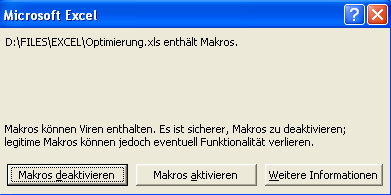 Microsoft Excel
D:\FILES\EXCEL\Optimierung.xls enthält Makros.
Makros können Viren enthalten. Es ist sicherer, Makros zu deaktivieren;
legitime Makros können jedoch eventuell Funktionalität verlieren.
Makros deaktivieren Makros aktivieren Weitere Informationen